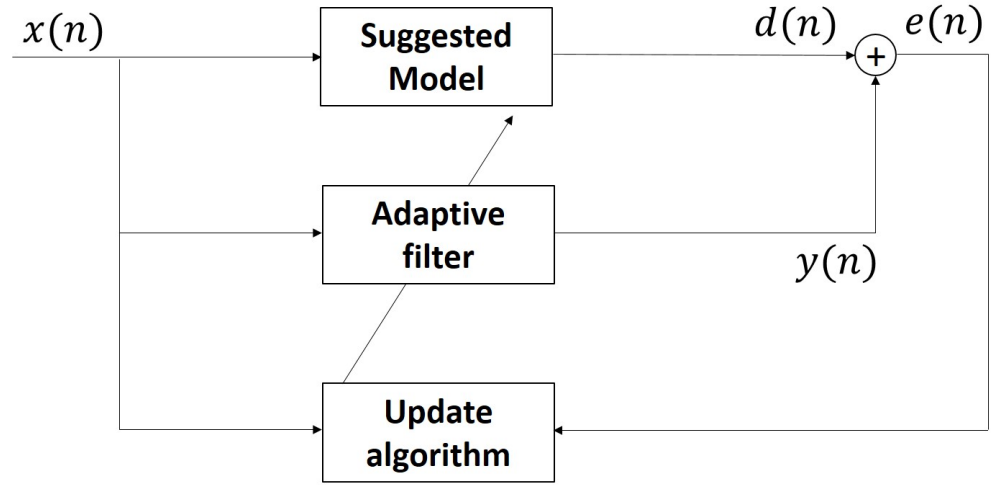 x(n)
Suggested
Model
d(n)
e(n)
+
Adaptive
filter
y(n)
Update
algorithm